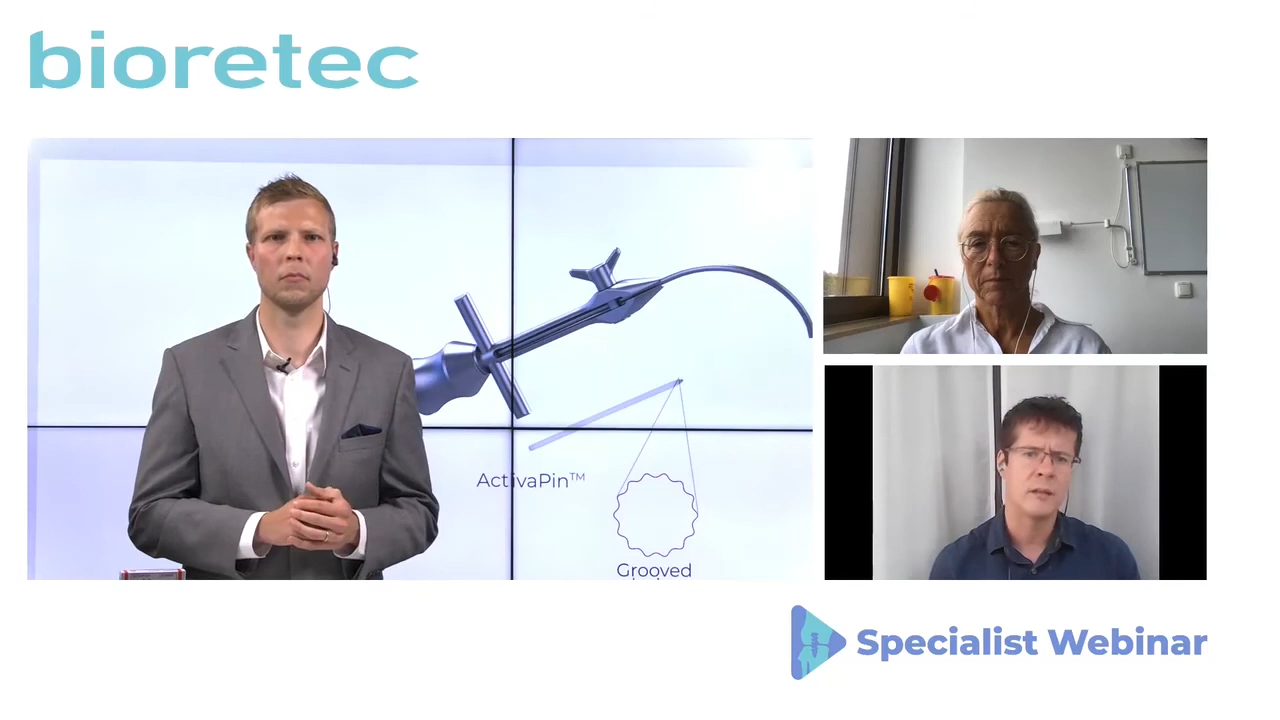 bioretec
ActivaPin™
Grooved
Specialist Webinar